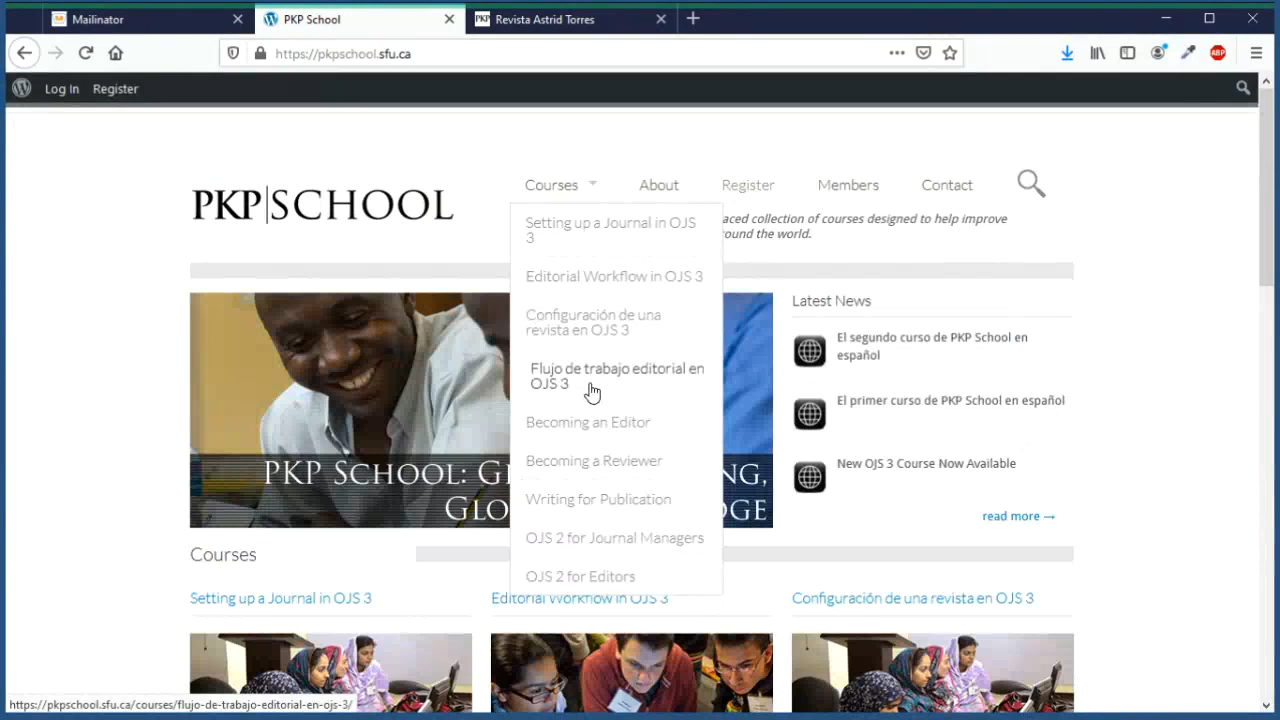 Mailinator
PKP School
PKP Revista Astrid Torres
https://pkpschool.sfu.ca
ABP
Log In Register
PKP|SCHOOL
Courses About Register Members Contact
aced collection of courses designed to help improve
ound the world.
Setting up a Journal in OJS
3
Editorial Workflow in OJS 3
Configuración de una
revista en OJS 3
Flujo de trabajo editorial en
OJS 3
Becoming an Editor
Becoming a Reviewer
Writing for Publication
OJS 2 for Journal Managers
OJS 2 for Editors
PKP School: G
ng,
Glo
dge
Latest News
El segundo curso de PKP School en
español
El primer curso de PKP School en español
New OJS 3 Course Now Available
read more →
Courses
Setting up a Journal in OJS 3
Editorial Workflow in OJS 3
Configuración de una revista en OJS 3
https://pkpschool.sfu.ca/courses/flujo-de-trabajo-editorial-en-ojs-3/